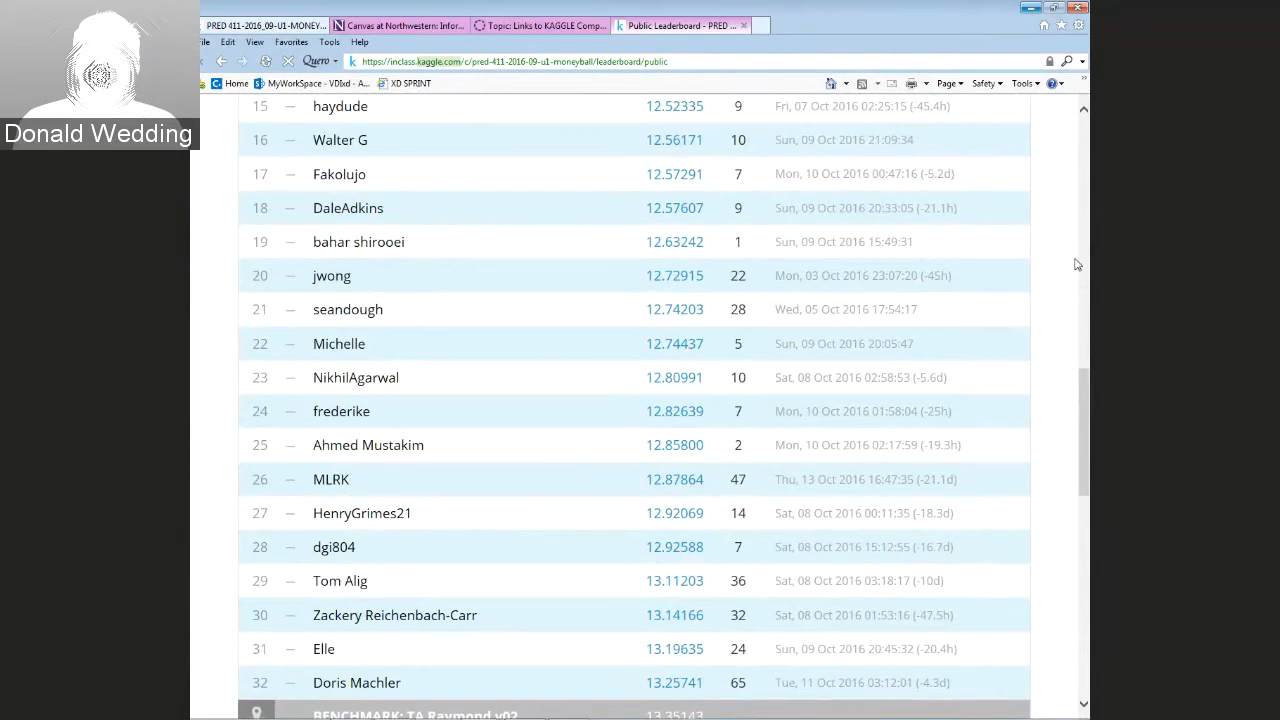 PRED 411-2016_09-U1-MONEY...
Canvas at Northwestern: Infor...
Topic: Links to KAGGLE Comp...
Public Leaderboard - PRED ...
File Edit View Favorites Tools Help
Quero
https://inclass.kaggle.com/c/pred-411-2016-09-u1-moneyball/leaderboard/public
Home MyWorkSpace - VDIsd - A... XD SPRINT
Page Safety Tools
Donald Wedding
15 — haydude 12.52335 9 Fri, 07 Oct 2016 02:25:15 (-45.4h)
16 — Walter G 12.56171 10 Sun, 09 Oct 2016 21:09:34
17 — Fakolujo 12.57291 7 Mon, 10 Oct 2016 00:47:16 (-5.2d)
18 — DaleAdkins 12.57607 9 Sun, 09 Oct 2016 20:33:05 (-21.1h)
19 — bahar shirooei 12.63242 1 Sun, 09 Oct 2016 15:49:31
20 — jwong 12.72915 22 Mon, 03 Oct 2016 23:07:20 (-45h)
21 — seandough 12.74203 28 Wed, 05 Oct 2016 17:54:17
22 — Michelle 12.74437 5 Sun, 09 Oct 2016 20:05:47
23 — NikhilAgarwal 12.80991 10 Sat, 08 Oct 2016 02:58:53 (-5.6d)
24 — frederike 12.82639 7 Mon, 10 Oct 2016 01:58:04 (-25h)
25 — Ahmed Mustakim 12.85800 2 Mon, 10 Oct 2016 02:17:59 (-19.3h)
26 — MLRK 12.87864 47 Thu, 13 Oct 2016 16:47:35 (-21.1d)
27 — HenryGrimes21 12.92069 14 Sat, 08 Oct 2016 00:11:35 (-18.3d)
28 — dgi804 12.92588 7 Sat, 08 Oct 2016 15:12:55 (-16.7d)
29 — Tom Alig 13.11203 36 Sat, 08 Oct 2016 03:18:17 (-10d)
30 — Zackery Reichenbach-Carr 13.14166 32 Sat, 08 Oct 2016 01:53:16 (-47.5h)
31 — Elle 13.19635 24 Sun, 09 Oct 2016 20:45:32 (-20.4h)
32 — Doris Machler 13.25741 65 Tue, 11 Oct 2016 03:12:01 (-4.3d)
BENCHMARK: TA Raymond v02 13.35143